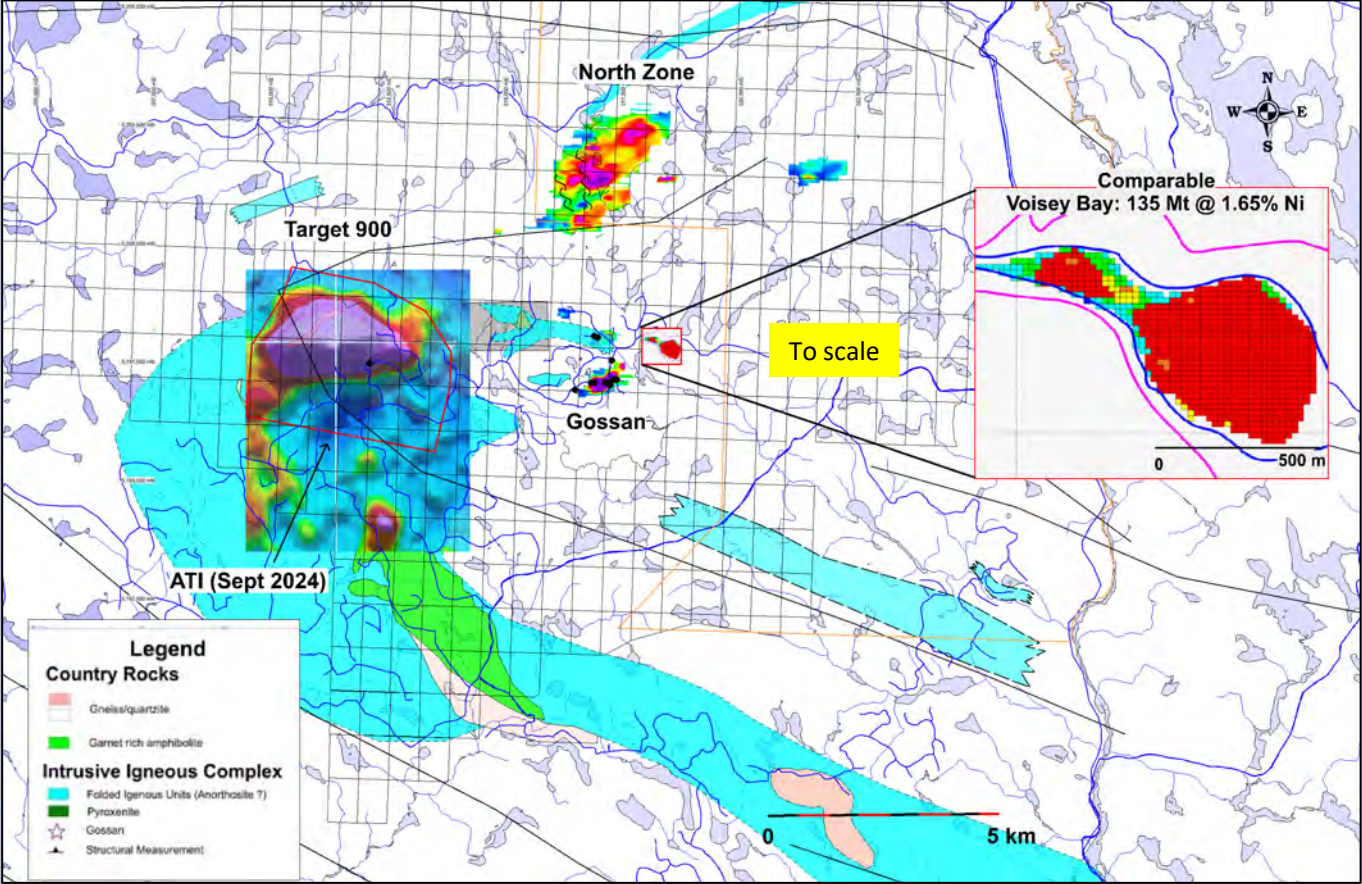 North Zone
N
W E
S
Comparable
Voisey Bay: 135 Mt @ 1.65% Ni
Target 900
To scale
Gossan
0 500 m
ATI (Sept 2024)
Legend
Country Rocks
Gneiss/quartzite
Garnet rich amphibolite
Intrusive Igneous Complex
Folded Igenous Units (Anorthosite ?)
Pyroxenite
Gossan
Structural Measurement
0 5 km